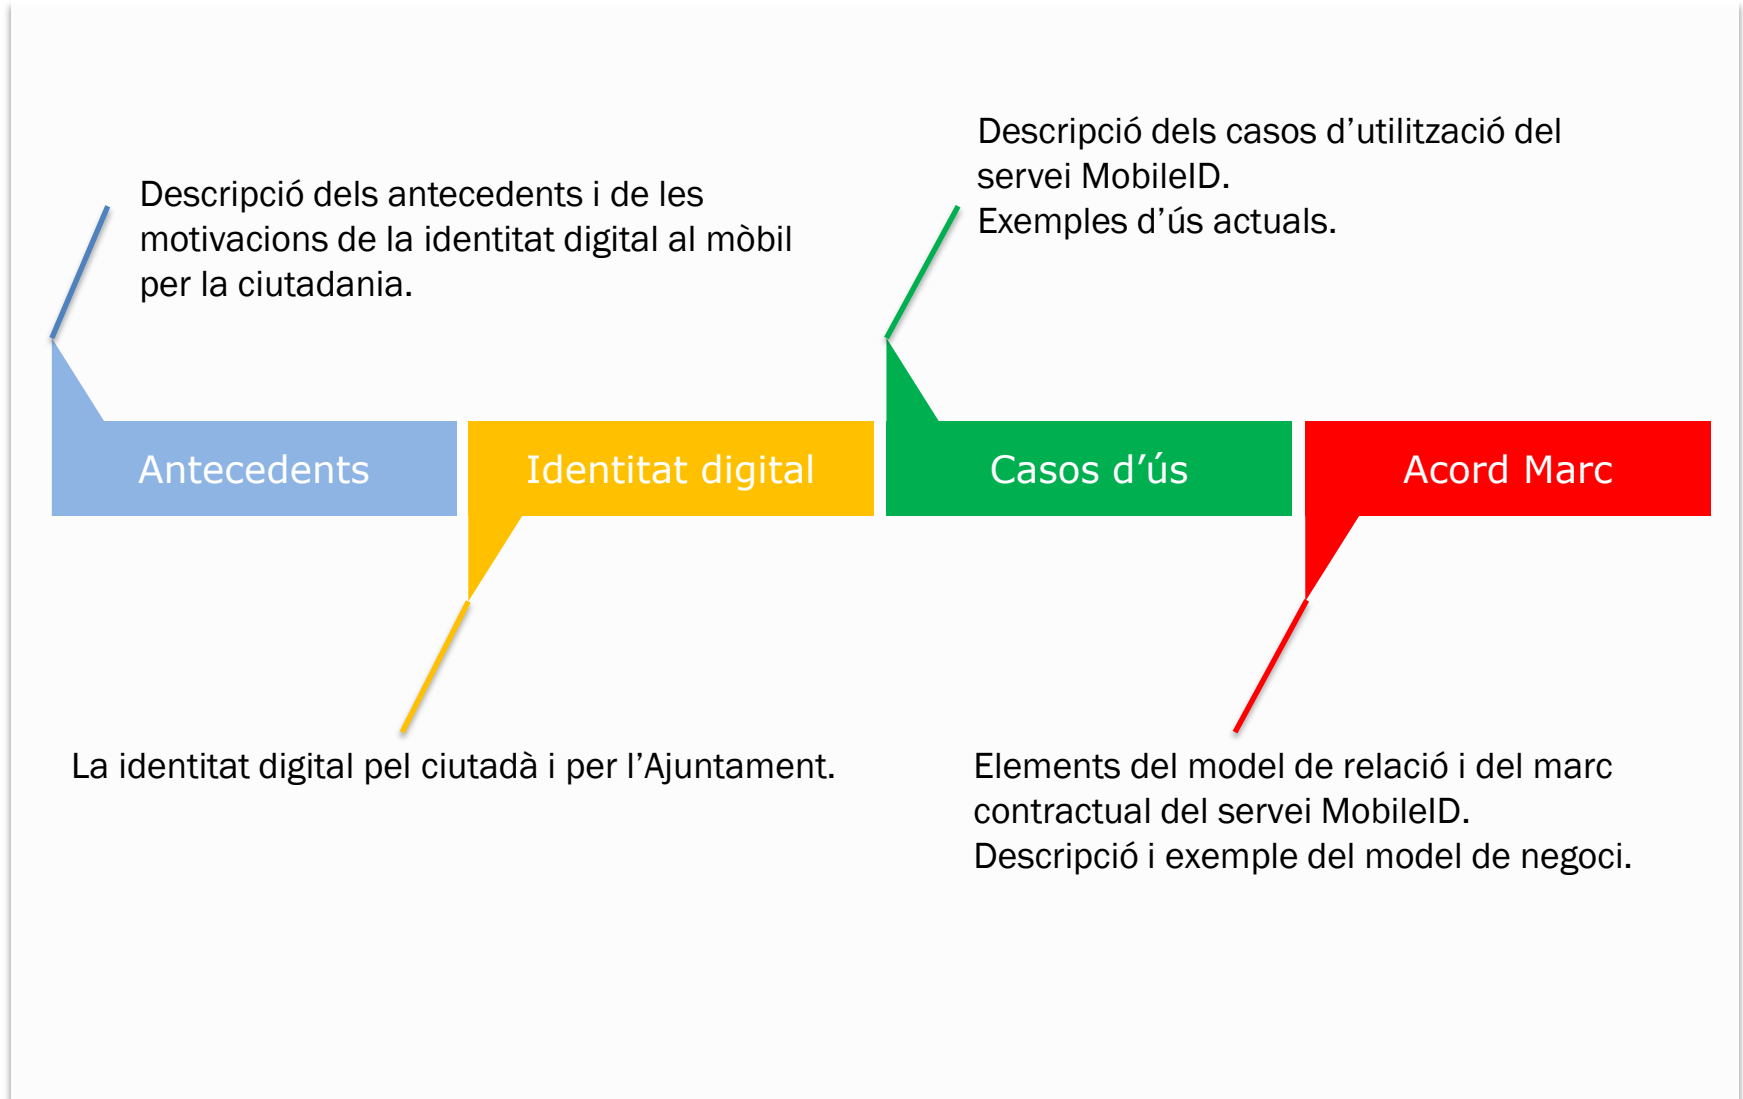 Descripció dels antecedents i de les
motivacions de la identitat digital al mòbil
per la ciutadania.
Descripció dels casos d’utilització del
servei MobileID.
Exemples d’ús actuals.
Antecedents
Identitat digital
Casos d’ús
Acord Marc
La identitat digital pel ciutadà i per l’Ajuntament.
Elements del model de relació i del marc
contractual del servei MobileID.
Descripció i exemple del model de negoci.